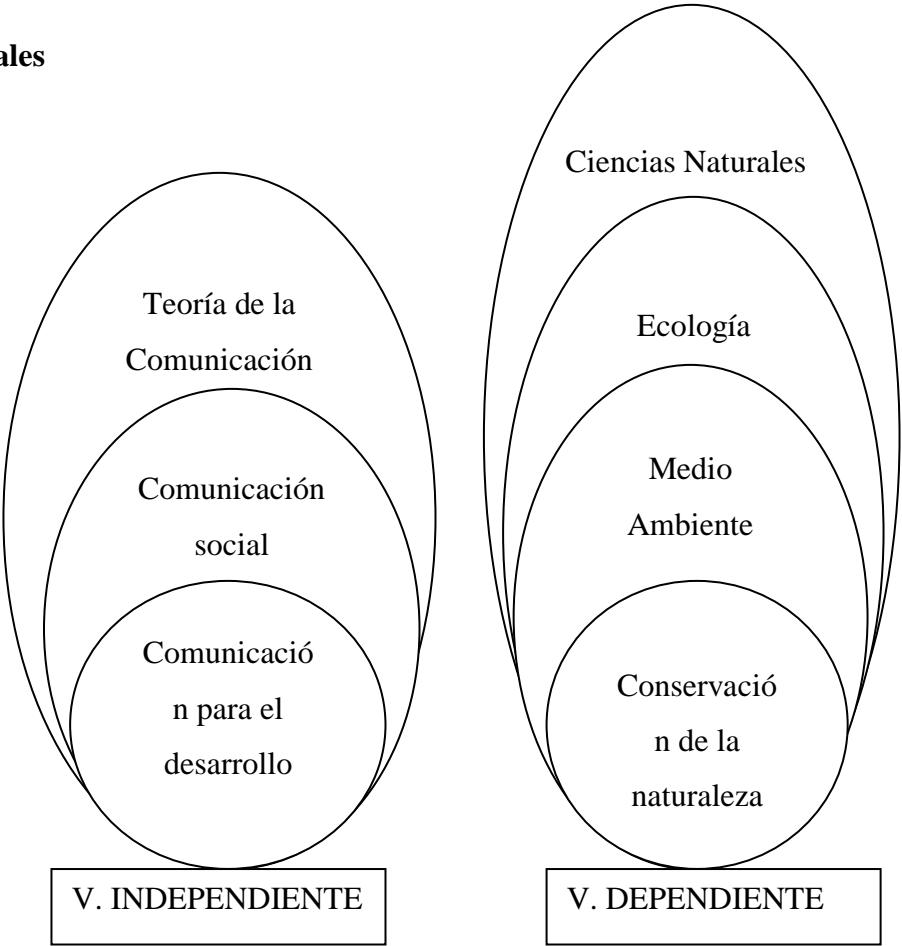 ales
Teoría de la
Comunicación
Comunicación
social
Comunicació
n para el
desarrollo
V. INDEPENDIENTE
Ciencias Naturales
Ecología
Medio
Ambiente
Conservació
n de la
naturaleza
V. DEPENDIENTE